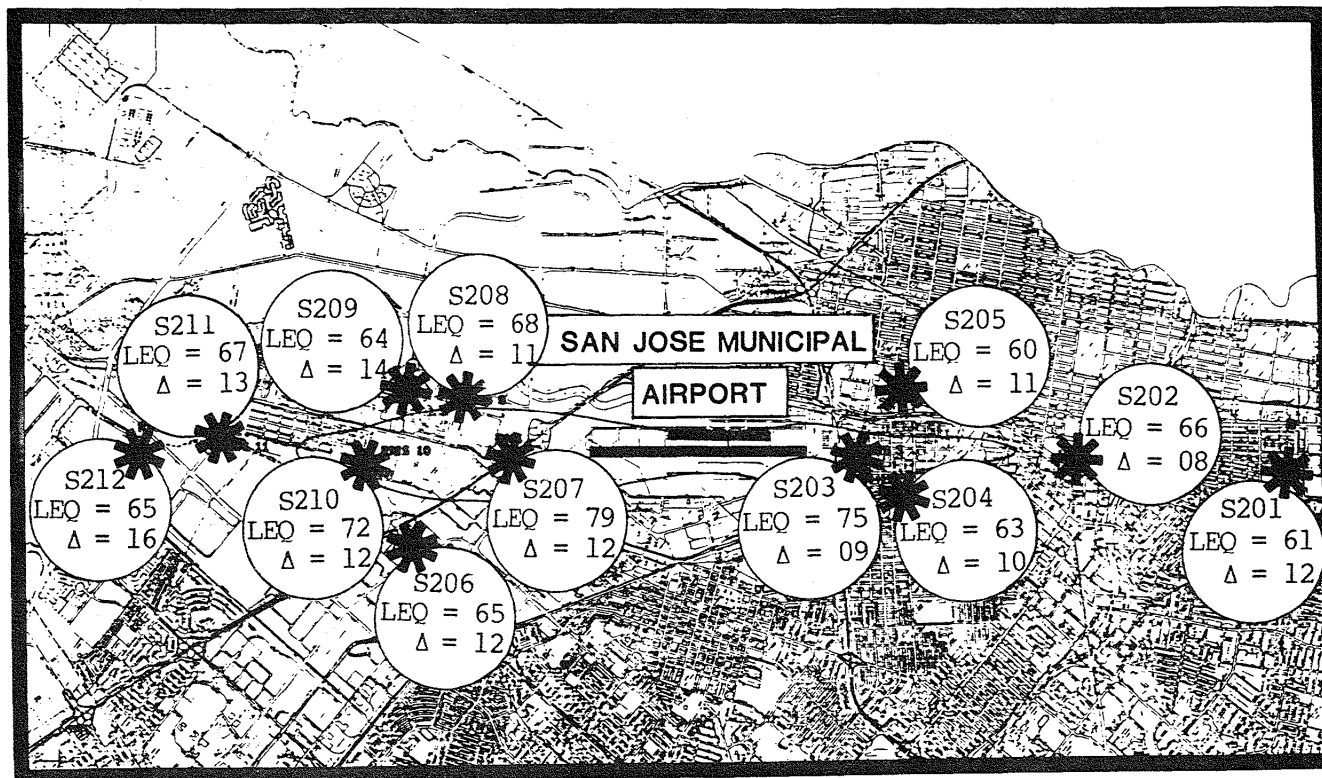 S208
LEQ = 68
Δ = 11
S209
LEQ = 64
Δ = 14
S211
LEQ = 67
Δ = 13
SAN JOSE MUNICIPAL
AIRPORT
S205
LEQ = 60
Δ = 11
S202
LEQ = 66
Δ = 08
S212
LEQ = 65
Δ = 16
S210
LEQ = 72
Δ = 12
S207
LEQ = 79
Δ = 12
S203
LEQ = 75
Δ = 09
S204
LEQ = 63
Δ = 10
S201
LEQ = 61
Δ = 12
S206
LEQ = 65
Δ = 12